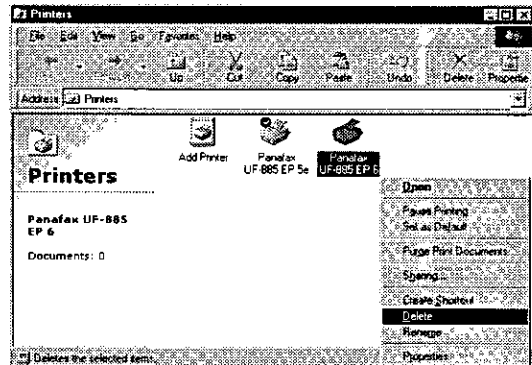 Printers
File Edit View Go Favorites Help
Up Cut Copy Paste Undo Delete Properties
Address Printers
Printers
Panafax UF-885
EP 6
Documents: 0
Add Printer
Panafax
UF-885 EP 5e
Panafax
UF-885 EP 6
Open
Pause Printing
Set as Default
Purge Print Documents
Sharing...
Create Shortcut
Delete
Rename
Properties
Deletes the selected items.